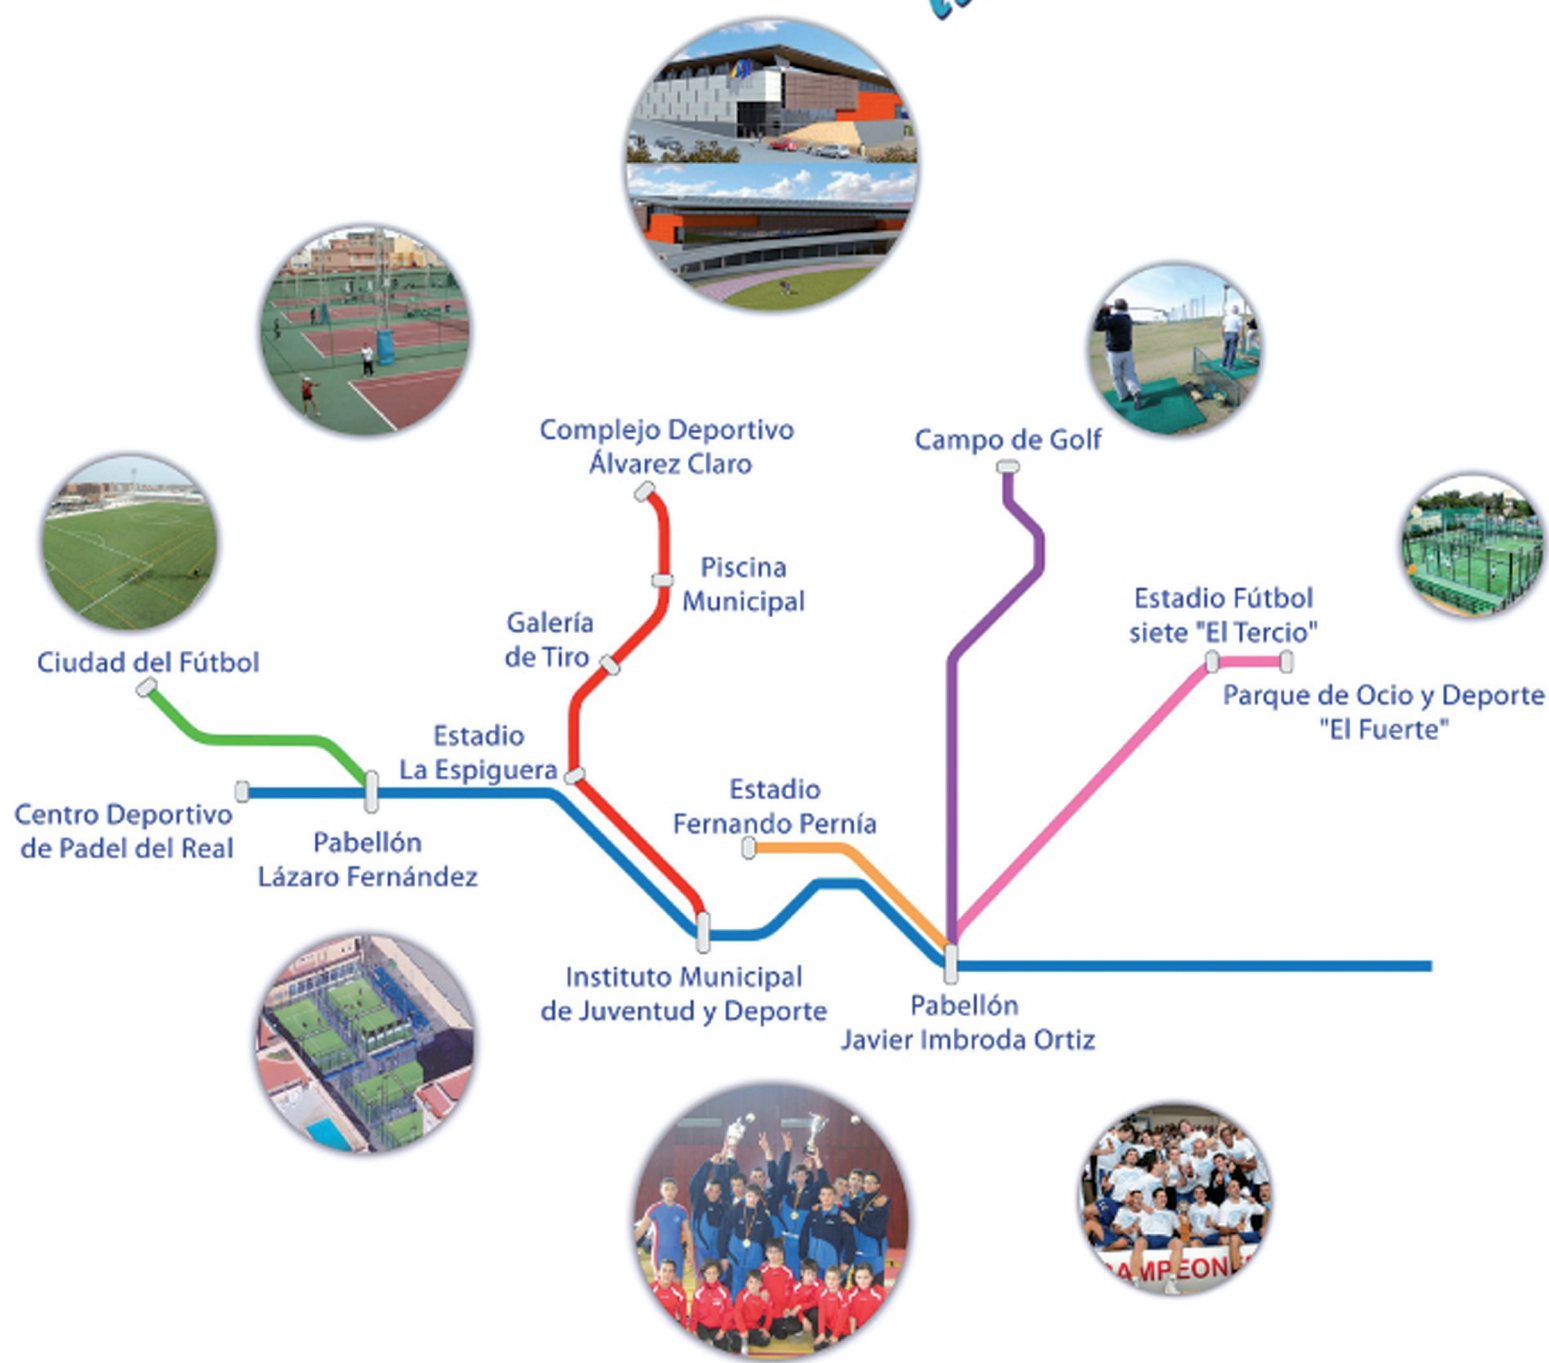 Complejo Deportivo
Álvarez Claro
Campo de Golf
Piscina
Municipal
Galería
de Tiro
Estadio Fútbol
siete "El Tercio"
Ciudad del Fútbol
Parque de Ocio y Deporte
"El Fuerte"
Estadio
La Espiguera
Estadio
Fernando Pernía
Centro Deportivo
de Padel del Real
Pabellón
Lázaro Fernández
Instituto Municipal
de Juventud y Deporte
Pabellón
Javier Imbroda Ortiz
AMPEONE